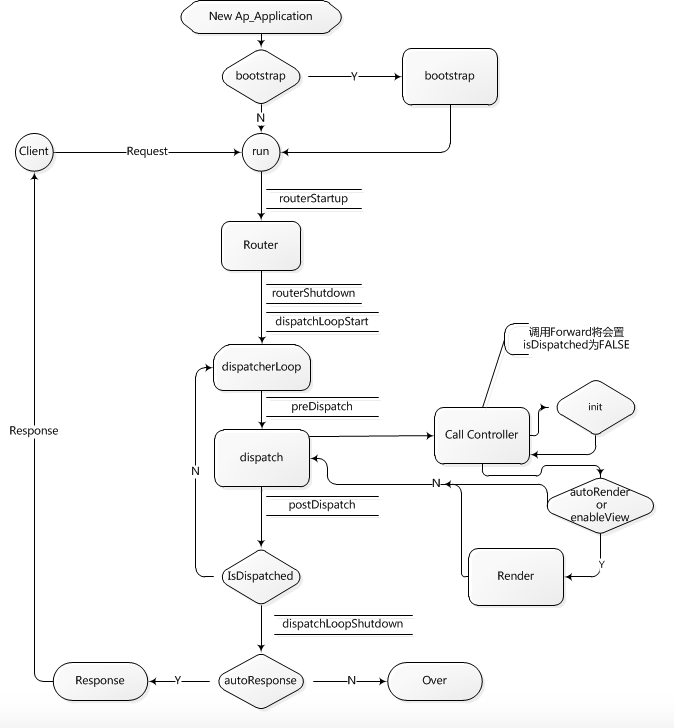 New Ap_Application
bootstrap
Y
bootstrap
N
Client
Request
run
routerStartup
Router
routerShutdown
dispatchLoopStart
调用Forward将会置
isDispatched为FALSE
dispatcherLoop
preDispatch
init
Response
Call Controller
dispatch
N
N
autoRender
or
enableView
postDispatch
Y
IsDispatched
Render
dispatchLoopShutdown
Response
Y
autoResponse
N
Over